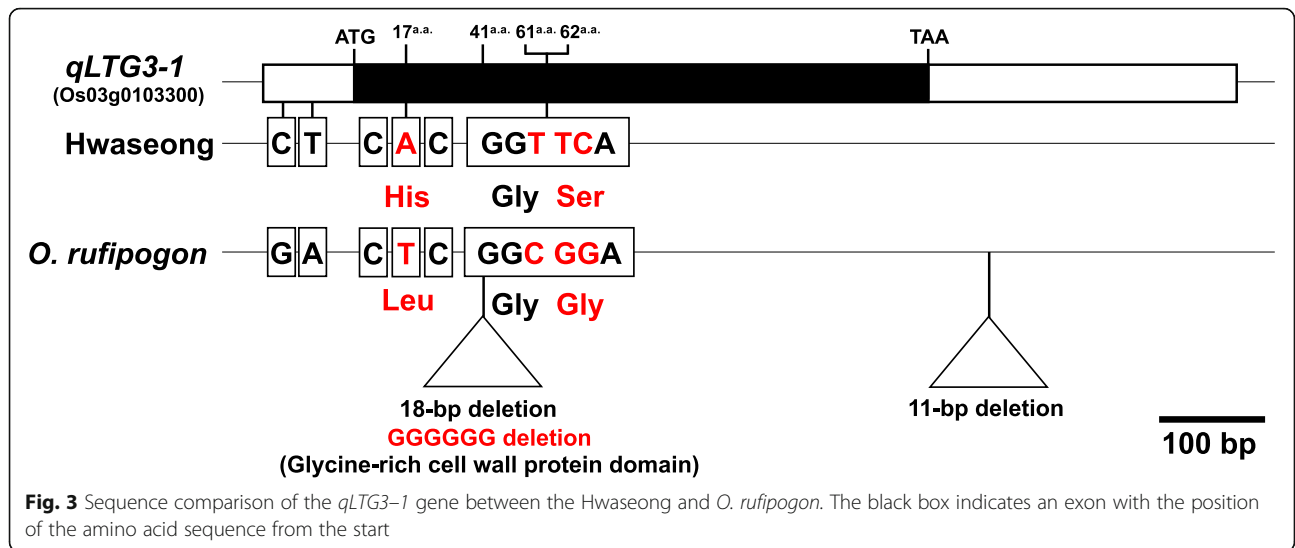 ATG 17a.a. 41a.a. 61a.a. 62a.a. TAA
qLTG3-1
(Os03g0103300)
Hwaseong C T C A C GGT TCA
His Gly Ser
O. rufipogon G A C T C GGC GGA
Leu Gly Gly
18-bp deletion 11-bp deletion
GGGGGG deletion
(Glycine-rich cell wall protein domain)
100 bp
Fig. 3 Sequence comparison of the qLTG3–1 gene between the Hwaseong and O. rufipogon. The black box indicates an exon with the position
of the amino acid sequence from the start